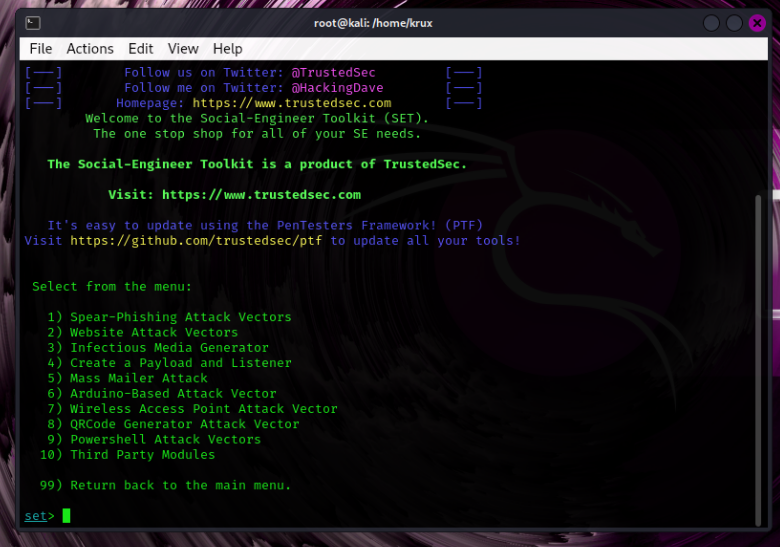 root@kali: /home/krux
File Actions Edit View Help
[---] Follow us on Twitter: @TrustedSec [---]
[---] Follow me on Twitter: @HackingDave [---]
[---] Homepage: https://www.trustedsec.com [---]
Welcome to the Social-Engineer Toolkit (SET).
The one stop shop for all of your SE needs.
The Social-Engineer Toolkit is a product of TrustedSec.
Visit: https://www.trustedsec.com
It's easy to update using the PenTesters Framework! (PTF)
Visit https://github.com/trustedsec/ptf to update all your tools!
Select from the menu:
1) Spear-Phishing Attack Vectors
2) Website Attack Vectors
3) Infectious Media Generator
4) Create a Payload and Listener
5) Mass Mailer Attack
6) Arduino-Based Attack Vector
7) Wireless Access Point Attack Vector
8) QRCode Generator Attack Vector
9) Powershell Attack Vectors
10) Third Party Modules
99) Return back to the main menu.
set>